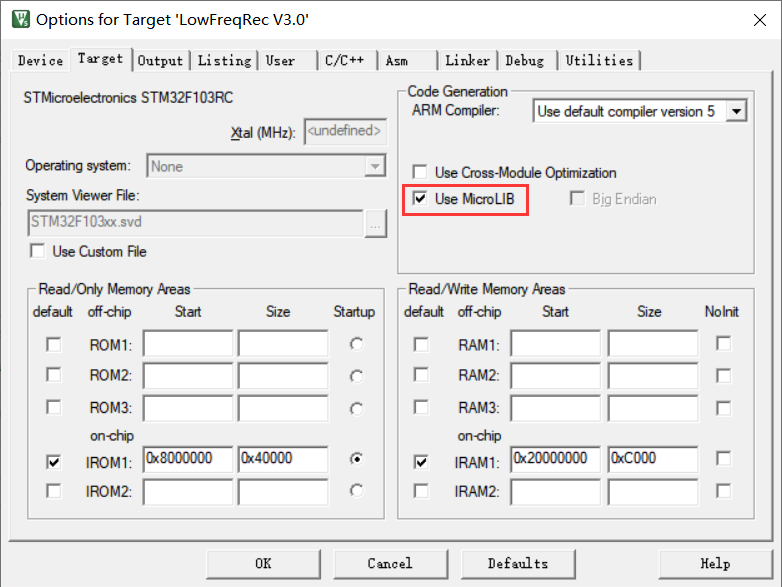 Options for Target 'LowFreqRec V3.0'
Device Target Output Listing User C/C++ Asm Linker Debug Utilities
STMicroelectronics STM32F103RC
Xtal (MHz): <undefined>
Operating system: None
System Viewer File:
STM32F103xx.svd ...
Use Custom File
Code Generation
ARM Compiler: Use default compiler version 5
Use Cross-Module Optimization
Use MicroLIB Big Endian
Read/Only Memory Areas
default off-chip Start Size Startup
ROM1:
ROM2:
ROM3:
on-chip
IROM1: 0x8000000 0x40000
IROM2:
Read/Write Memory Areas
default off-chip Start Size NoInit
RAM1:
RAM2:
RAM3:
on-chip
IRAM1: 0x20000000 0xC000
IRAM2:
OK Cancel Defaults Help